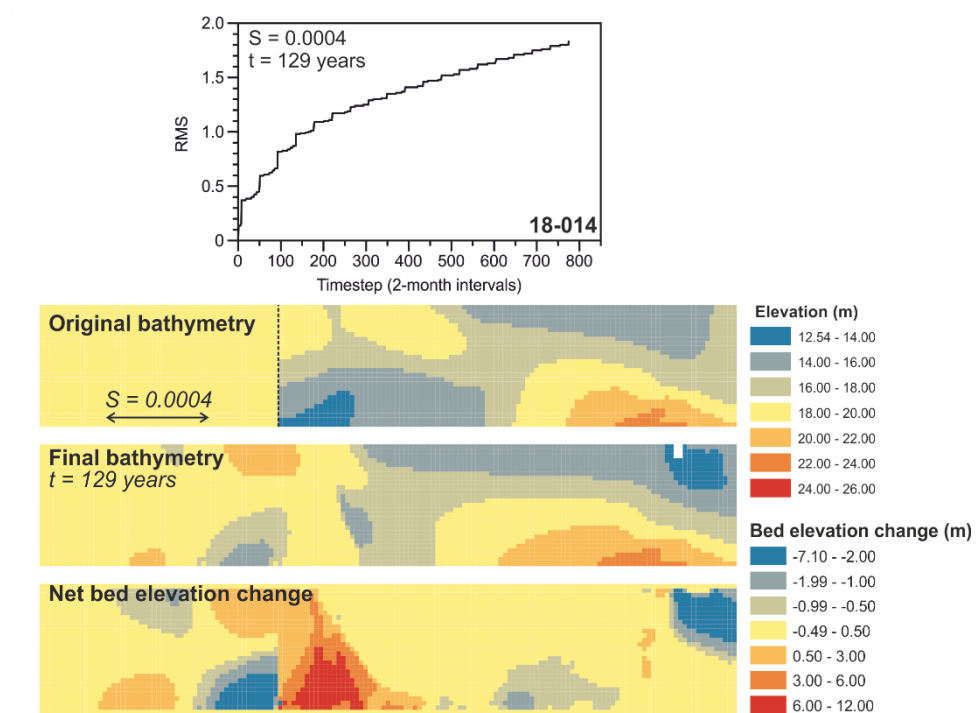 2.0
S = 0.0004
t = 129 years
1.5
RMS
1.0
0.5
18-014
0
0 100 200 300 400 500 600 700 800
Timestep (2-month intervals)
Original bathymetry
S = 0.0004
Elevation (m)
12.54 - 14.00
14.00 - 16.00
16.00 - 18.00
18.00 - 20.00
20.00 - 22.00
22.00 - 24.00
24.00 - 26.00
Final bathymetry
t = 129 years
Net bed elevation change
Bed elevation change (m)
-7.10 - -2.00
-1.99 - -1.00
-0.99 - -0.50
-0.49 - 0.50
0.50 - 3.00
3.00 - 6.00
6.00 - 12.00